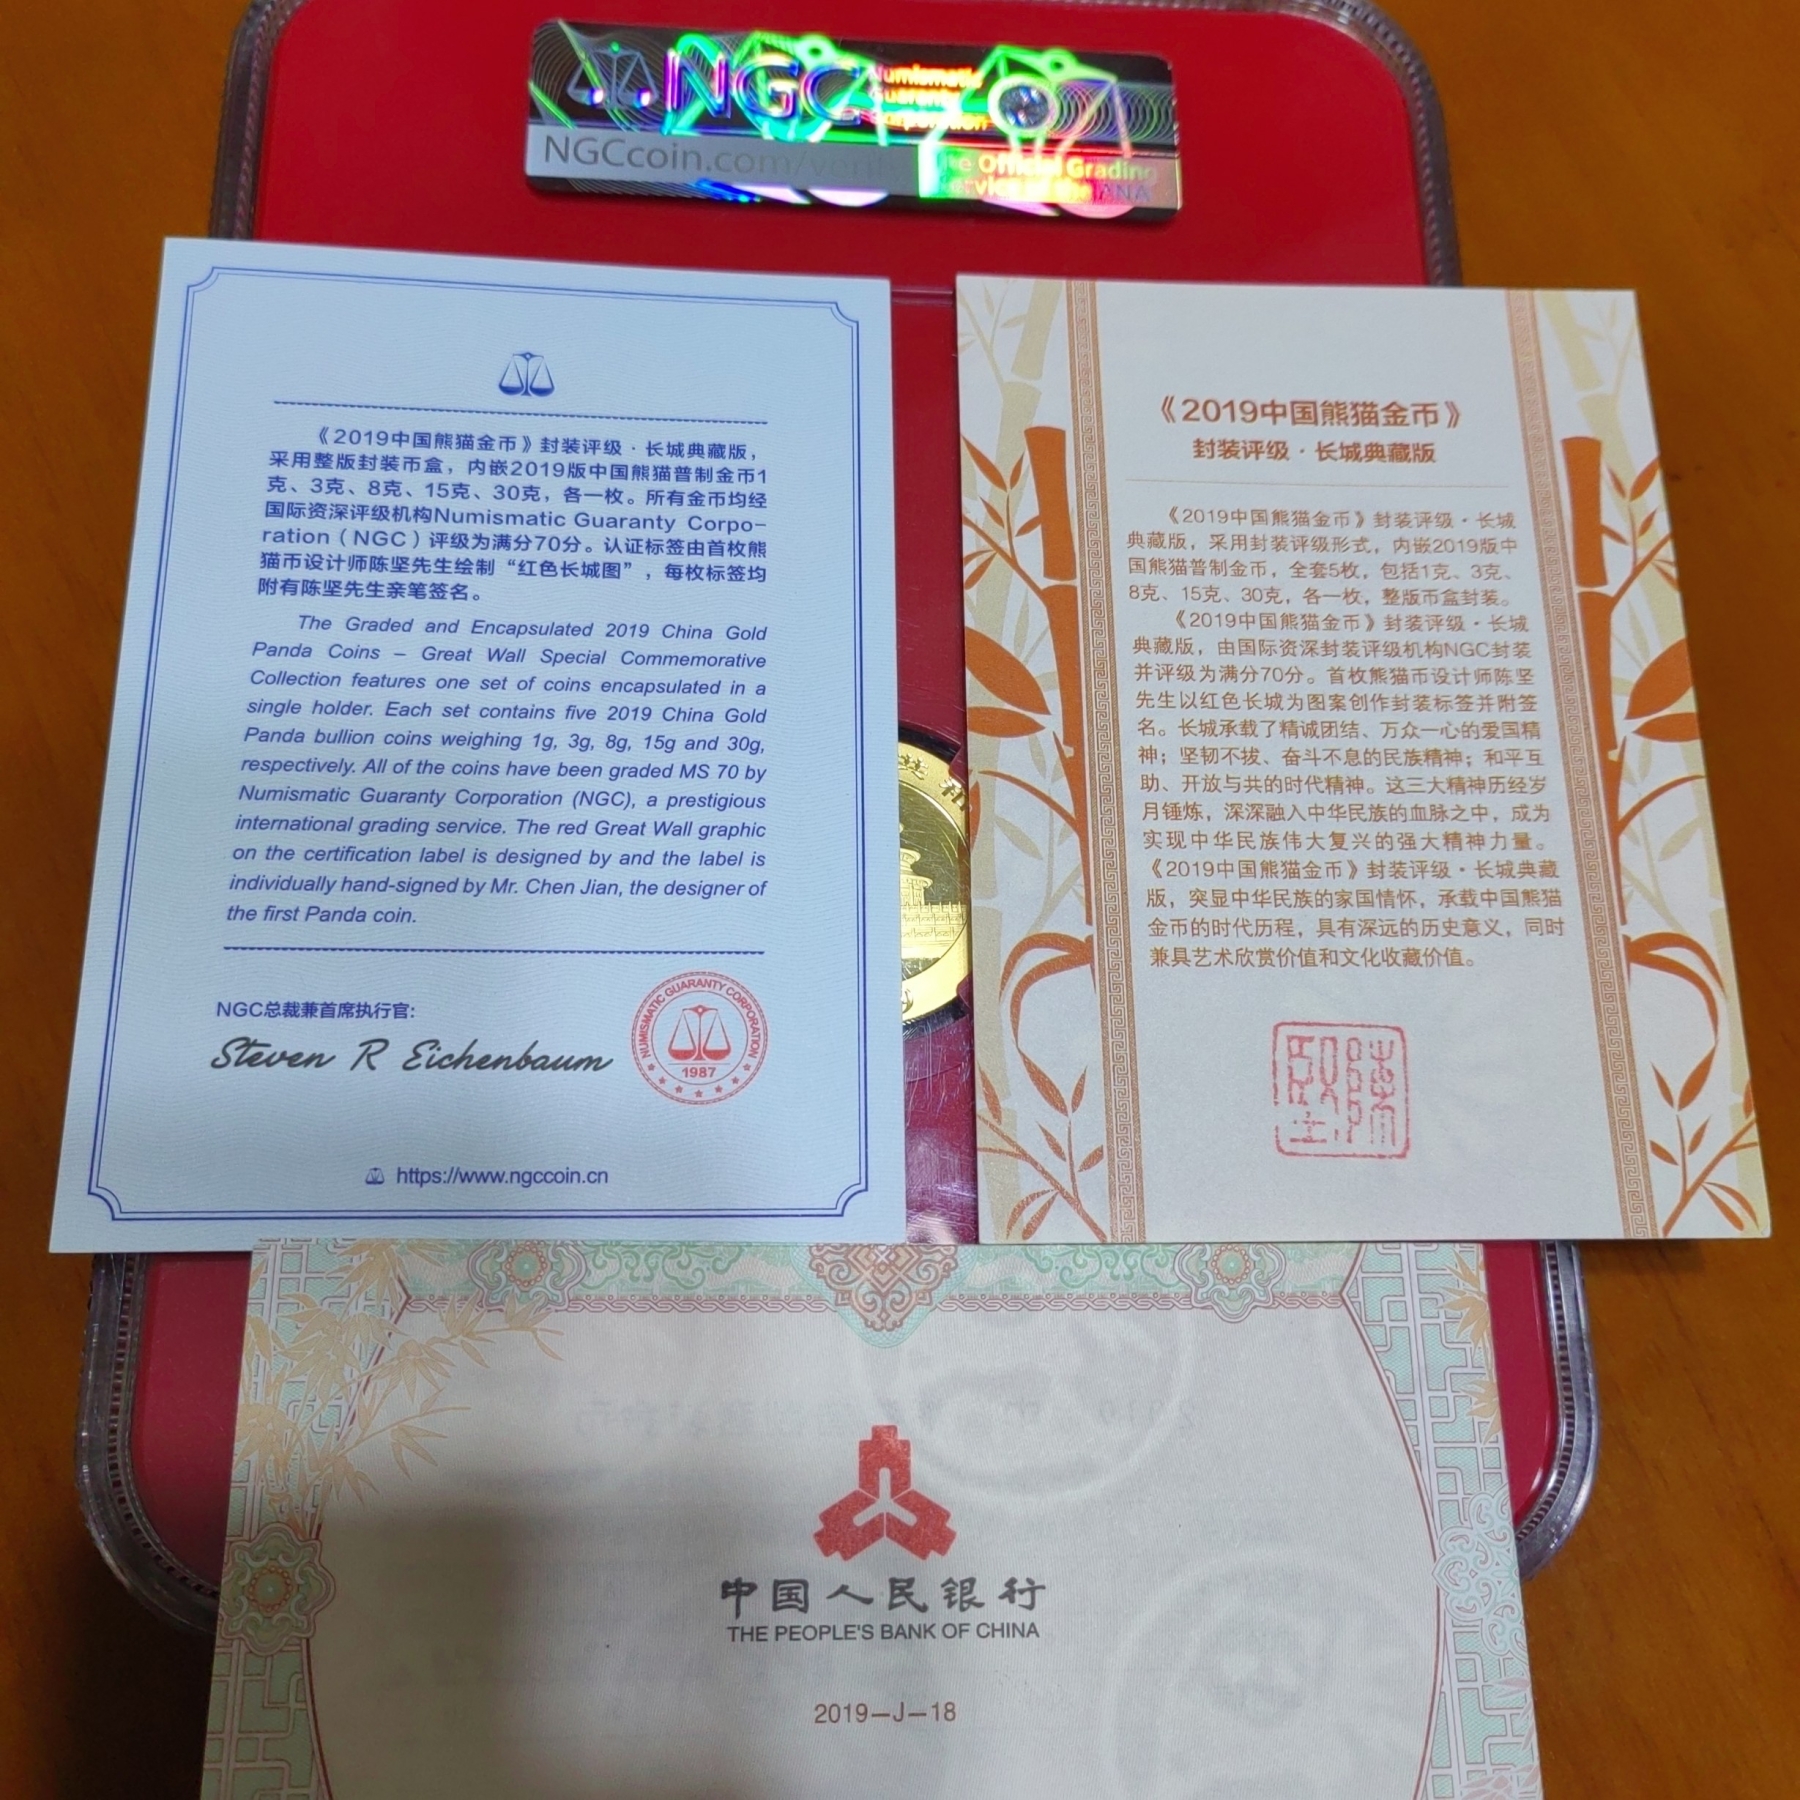 NGC Numismatic
Guaranty
Corporation
NGCcoin.com/verify
The Official Grading
Service of the ANA
《2019中国熊猫金币》封装评级·长城典藏版，
采用整版封装币盒，内嵌2019版中国熊猫普制金币1
克、3克、8克、15克、30克，各一枚。所有金币均经
国际资深评级机构Numismatic Guaranty Corpo-
ration（NGC）评级为满分70分。认证标签由首枚熊
猫币设计师陈坚先生绘制“红色长城图”，每枚标签均
附有陈坚先生亲笔签名。
The Graded and Encapsulated 2019 China Gold
Panda Coins – Great Wall Special Commemorative
Collection features one set of coins encapsulated in a
single holder. Each set contains five 2019 China Gold
Panda bullion coins weighing 1g, 3g, 8g, 15g and 30g,
respectively. All of the coins have been graded MS 70 by
Numismatic Guaranty Corporation (NGC), a prestigious
international grading service. The red Great Wall graphic
on the certification label is designed by and the label is
individually hand-signed by Mr. Chen Jian, the designer of
the first Panda coin.
NGC总裁兼首席执行官：
Steven R Eichenbaum
NUMISMATIC GUARANTY CORPORATION
1987
https://www.ngccoin.cn
《2019中国熊猫金币》
封装评级·长城典藏版
《2019中国熊猫金币》封装评级·长城
典藏版，采用封装评级形式，内嵌2019版中
国熊猫普制金币，全套5枚，包括1克、3克、
8克、15克、30克，各一枚，整版币盒封装。
《2019中国熊猫金币》封装评级·长城
典藏版，由国际资深封装评级机构NGC封装
并评级为满分70分。首枚熊猫币设计师陈坚
先生以红色长城为图案创作封装标签并附签
名。长城承载了精诚团结、万众一心的爱国精
神；坚韧不拔、奋斗不息的民族精神；和平互
助、开放与共的时代精神。这三大精神历经岁
月锤炼，深深融入中华民族的血脉之中，成为
实现中华民族伟大复兴的强大精神力量。
《2019中国熊猫金币》封装评级·长城典藏
版，突显中华民族的家国情怀，承载中国熊猫
金币的时代历程，具有深远的历史意义，同时
兼具艺术欣赏价值和文化收藏价值。
共和
中国人民银行
THE PEOPLE'S BANK OF CHINA
2019—J—18